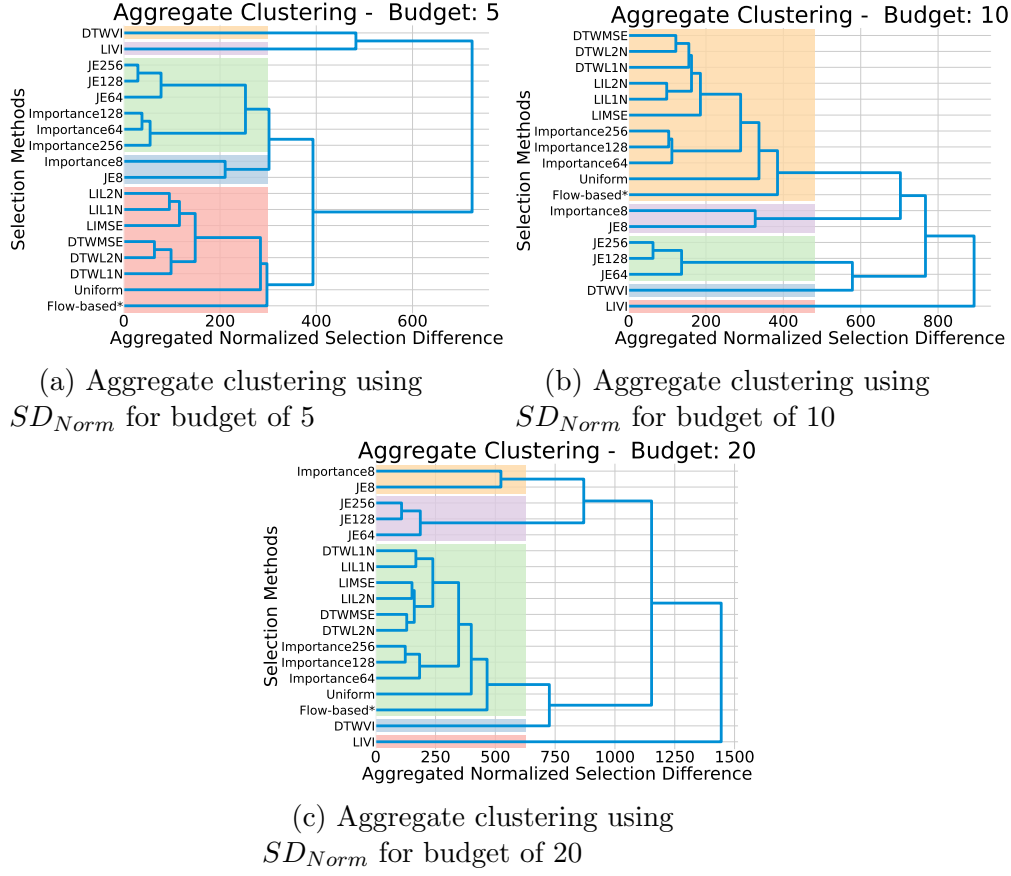 Aggregate Clustering -  Budget: 5
Selection Methods
DTWVI
LIVI
JE256
JE128
JE64
Importance128
Importance64
Importance256
Importance8
JE8
LIL2N
LIL1N
LIMSE
DTWMSE
DTWL2N
DTWL1N
Uniform
Flow-based*
0 200 400 600
Aggregated Normalized Selection Difference
(a) Aggregate clustering using
SD_Norm for budget of 5
Aggregate Clustering -  Budget: 10
Selection Methods
DTWMSE
DTWL2N
DTWL1N
LIL2N
LIL1N
LIMSE
Importance256
Importance128
Importance64
Uniform
Flow-based*
Importance8
JE8
JE256
JE128
JE64
DTWVI
LIVI
0 200 400 600 800
Aggregated Normalized Selection Difference
(b) Aggregate clustering using
SD_Norm for budget of 10
Aggregate Clustering -  Budget: 20
Selection Methods
Importance8
JE8
JE256
JE128
JE64
DTWL1N
LIL1N
LIMSE
LIL2N
DTWMSE
DTWL2N
Importance256
Importance128
Importance64
Uniform
Flow-based*
DTWVI
LIVI
0 250 500 750 1000 1250 1500
Aggregated Normalized Selection Difference
(c) Aggregate clustering using
SD_Norm for budget of 20